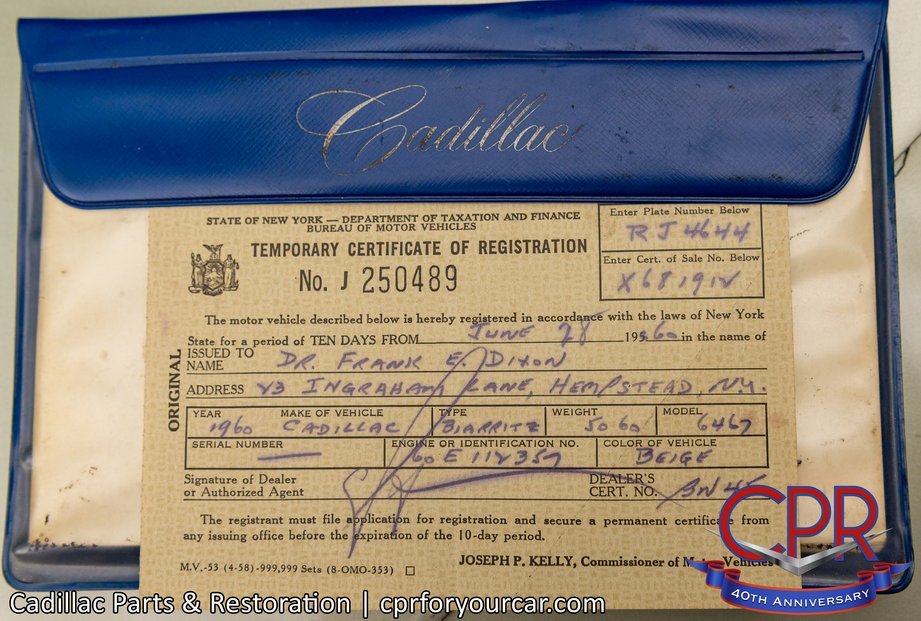 Cadillac
STATE OF NEW YORK — DEPARTMENT OF TAXATION AND FINANCE
BUREAU OF MOTOR VEHICLES
TEMPORARY CERTIFICATE OF REGISTRATION
No. J 250489
Enter Plate Number Below
RJ 4644
Enter Cert. of Sale No. Below
X681912
The motor vehicle described below is hereby registered in accordance with the laws of New York
State for a period of TEN DAYS FROM JUNE 28 1960 in the name of
ISSUED TO
NAME DR. FRANK E. DIXON
ADDRESS 23 INGRAHAM LANE, HEMPSTEAD, N.Y.
ORIGINAL
YEAR MAKE OF VEHICLE TYPE WEIGHT MODEL
1960 CADILLAC BIARRITZ 5060 6467
SERIAL NUMBER ENGINE OR IDENTIFICATION NO. COLOR OF VEHICLE
— 60 E 112357 BEIGE
Signature of Dealer
or Authorized Agent
DEALER'S
CERT. NO.
The registrant must file application for registration and secure a permanent certificate from
any issuing office before the expiration of the 10-day period.
JOSEPH P. KELLY, Commissioner of Motor Vehicles
M.V.-53 (4-58)-999,999 Sets (8-OMO-353)
CPR
40TH ANNIVERSARY
Cadillac Parts & Restoration | cprforyourcar.com